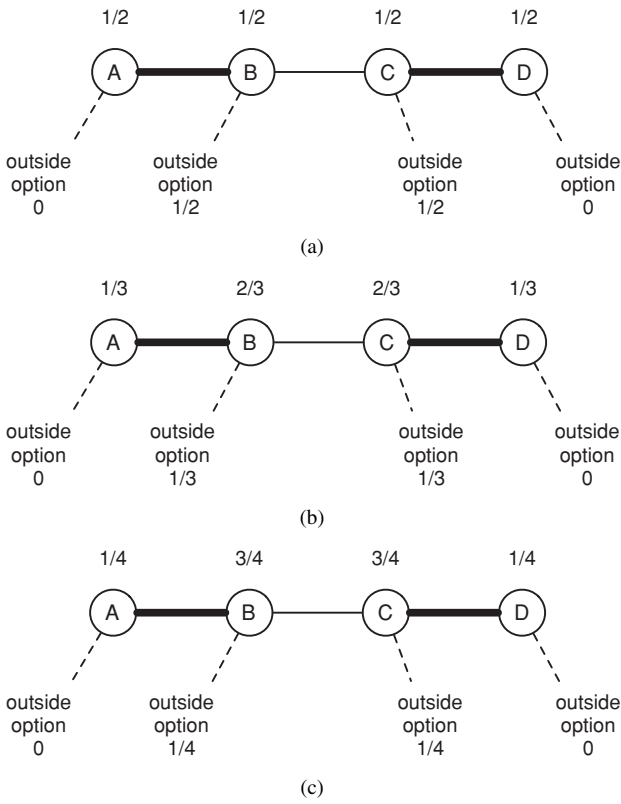 1/2 1/2 1/2 1/2
A B C D
outside outside outside outside
option option option option
0 1/2 1/2 0
(a)
1/3 2/3 2/3 1/3
A B C D
outside outside outside outside
option option option option
0 1/3 1/3 0
(b)
1/4 3/4 3/4 1/4
A B C D
outside outside outside outside
option option option option
0 1/4 1/4 0
(c)